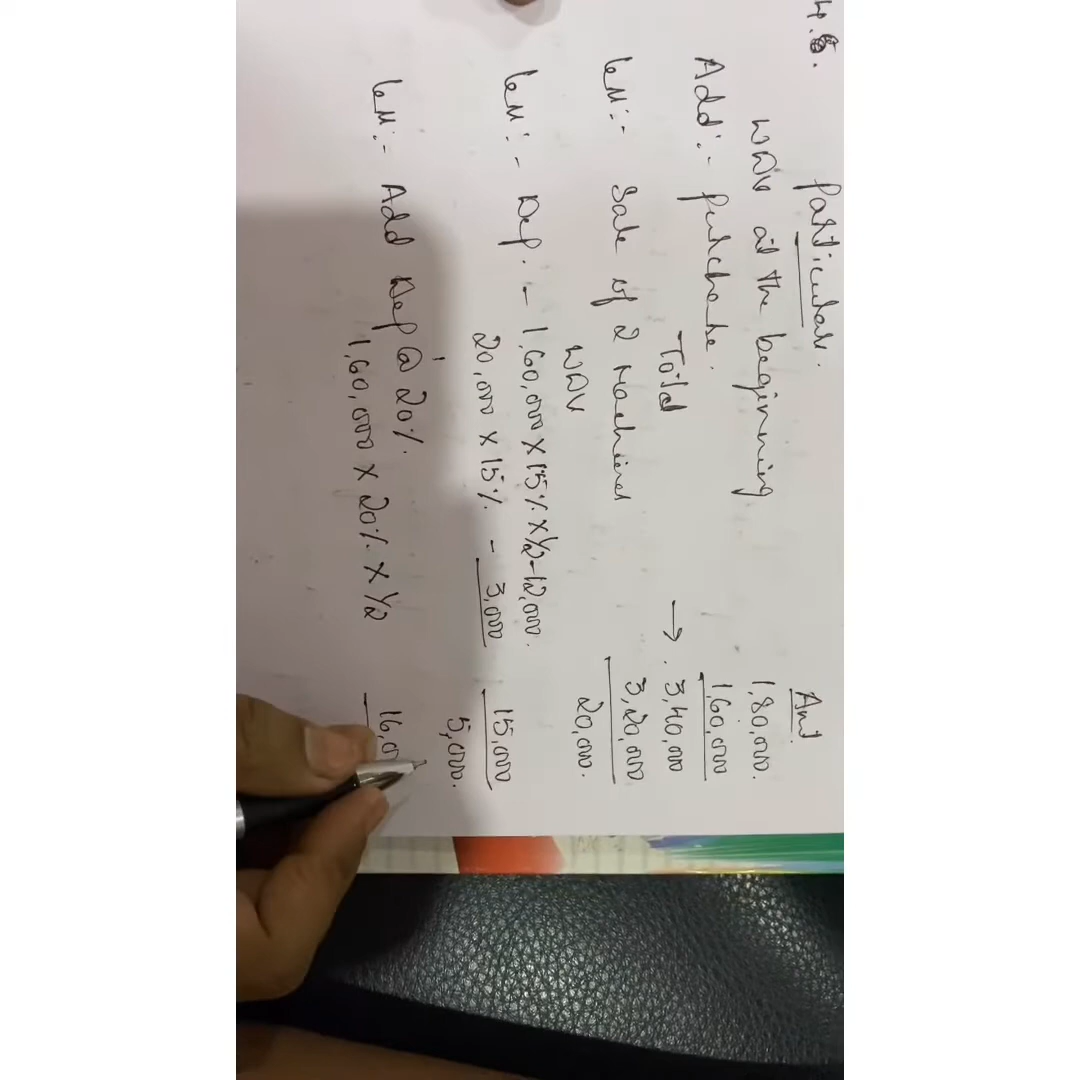 4.8.
Particular. Amt
WDV at the beginning 1,80,000.
Add:- purchase. 1,60,000
Total → 3,40,000
Less:- Sale of 2 Machines 3,20,000
WDV 20,000.
Less:- Dep. - 1,60,000 X 15% X 1/2 - 12,000.
20,000 X 15% - 3,000 15,000
5,000.
Less:- Add Dep @ 20%.
1,60,000 X 20% X 1/2 16,0